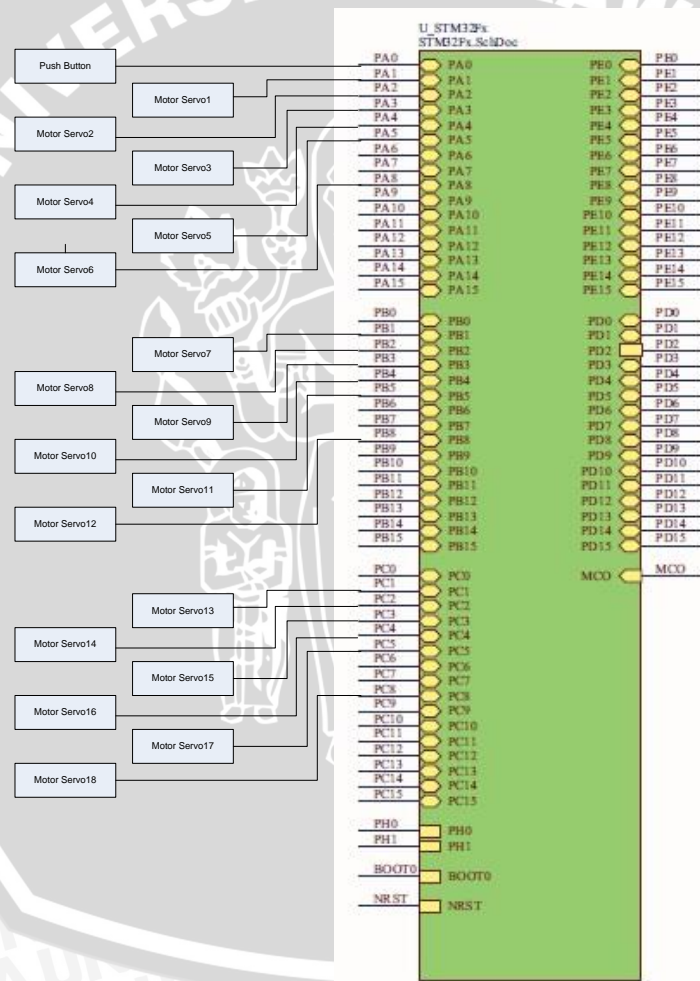 U_STM32Fx
STM32Fx.SchDoc
Push Button
Motor Servo1
Motor Servo2
Motor Servo3
Motor Servo4
Motor Servo5
Motor Servo6
Motor Servo7
Motor Servo8
Motor Servo9
Motor Servo10
Motor Servo11
Motor Servo12
Motor Servo13
Motor Servo14
Motor Servo15
Motor Servo16
Motor Servo17
Motor Servo18
PA0 PA0 PE0 PE0
PA1 PA1 PE1 PE1
PA2 PA2 PE2 PE2
PA3 PA3 PE3 PE3
PA4 PA4 PE4 PE4
PA5 PA5 PE5 PE5
PA6 PA6 PE6 PE6
PA7 PA7 PE7 PE7
PA8 PA8 PE8 PE8
PA9 PA9 PE9 PE9
PA10 PA10 PE10 PE10
PA11 PA11 PE11 PE11
PA12 PA12 PE12 PE12
PA13 PA13 PE13 PE13
PA14 PA14 PE14 PE14
PA15 PA15 PE15 PE15
PB0 PB0 PD0 PD0
PB1 PB1 PD1 PD1
PB2 PB2 PD2 PD2
PB3 PB3 PD3 PD3
PB4 PB4 PD4 PD4
PB5 PB5 PD5 PD5
PB6 PB6 PD6 PD6
PB7 PB7 PD7 PD7
PB8 PB8 PD8 PD8
PB9 PB9 PD9 PD9
PB10 PB10 PD10 PD10
PB11 PB11 PD11 PD11
PB12 PB12 PD12 PD12
PB13 PB13 PD13 PD13
PB14 PB14 PD14 PD14
PB15 PB15 PD15 PD15
PC0 PC0 MCO MCO
PC1 PC1
PC2 PC2
PC3 PC3
PC4 PC4
PC5 PC5
PC6 PC6
PC7 PC7
PC8 PC8
PC9 PC9
PC10 PC10
PC11 PC11
PC12 PC12
PC13 PC13
PC14 PC14
PC15 PC15
PH0 PH0
PH1 PH1
BOOT0 BOOT0
NRST NRST